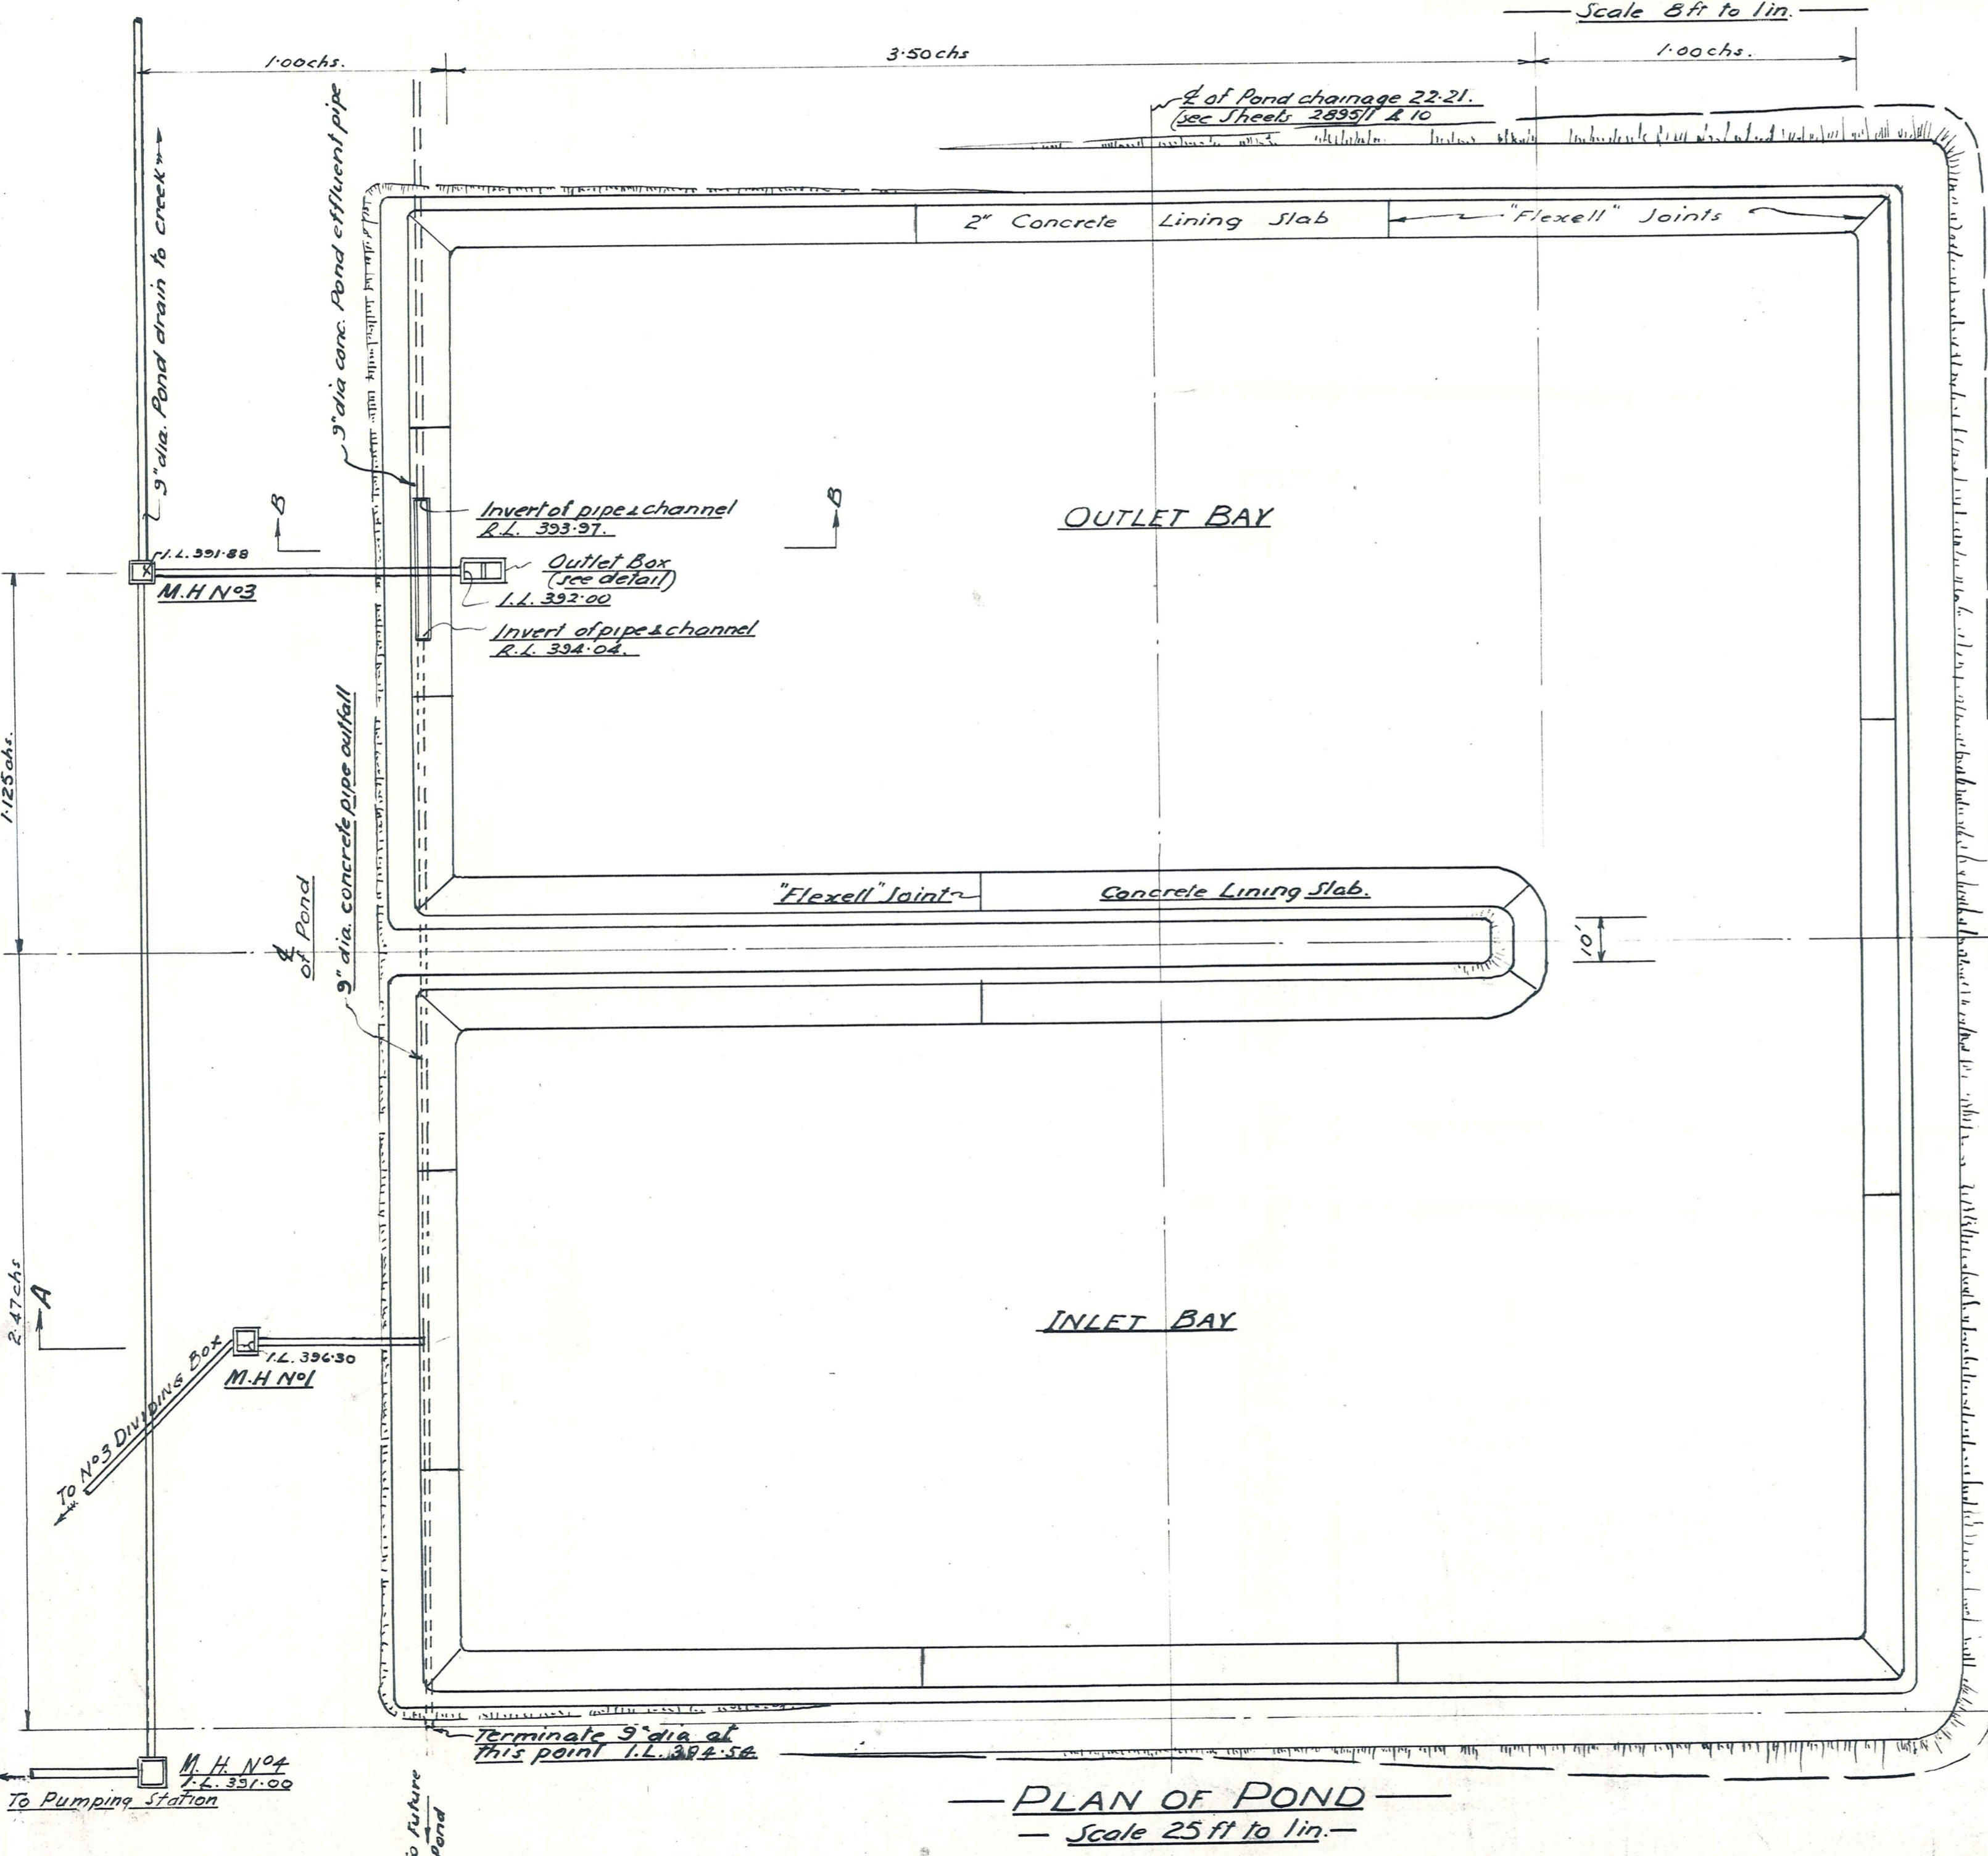 Scale 8ft to 1in.
1.00chs.
3.50chs
1.00chs.
℄ of Pond chainage 22.21.
(see Sheets 2895/1 & 10
9"dia. Pond drain to creek
9"dia conc. Pond effluent pipe
2" Concrete Lining Slab
"Flexell" Joints
B
B
Invert of pipe & channel
R.L. 393.97.
OUTLET BAY
I.L. 391.88
M.H Nº3
Outlet Box
(see detail)
I.L. 392.00
Invert of pipe & channel
R.L. 394.04.
1.125chs.
9" dia. concrete pipe outfall
℄
of Pond
"Flexell" Joint
Concrete Lining Slab.
10'
2.47chs
A
INLET BAY
I.L. 396.30
M.H Nº1
To Nº3 DIVIDING BOX
Terminate 9"dia at
this point I.L. 394.54
M.H. Nº4
I.L. 391.00
To Pumping Station
Future
Pond
PLAN OF POND
Scale 25ft to 1in.